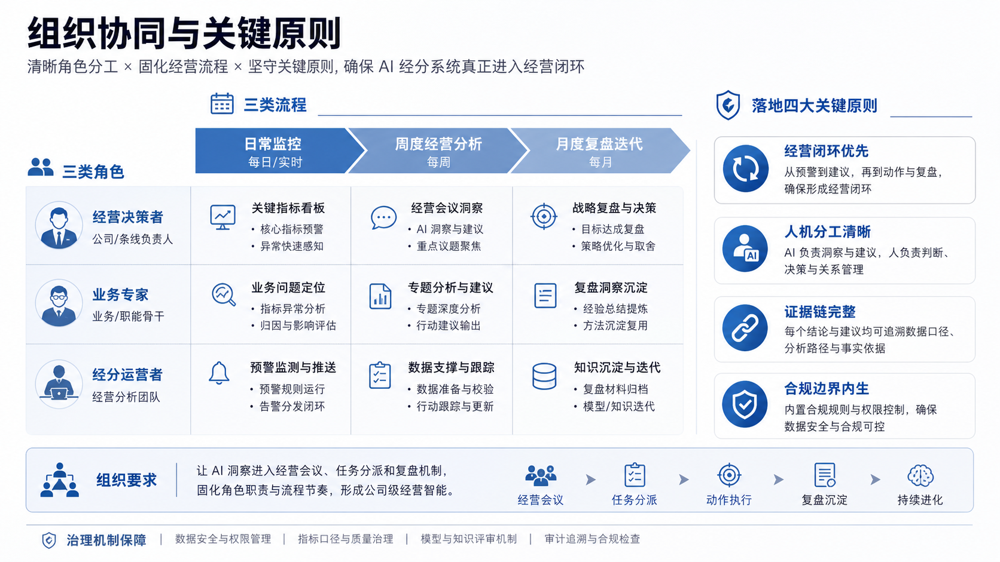 组织协同与关键原则
清晰角色分工 × 固化经营流程 × 坚守关键原则, 确保 AI 经分系统真正进入经营闭环
三类流程
日常监控
每日/实时
周度经营分析
每周
月度复盘迭代
每月
三类角色
经营决策者
公司/条线负责人
关键指标看板
• 核心指标预警
• 异常快速感知
经营会议洞察
• AI 洞察与建议
• 重点议题聚焦
战略复盘与决策
• 目标达成复盘
• 策略优化与取舍
业务专家
业务/职能骨干
业务问题定位
• 指标异常分析
• 归因与影响评估
专题分析与建议
• 专题深度分析
• 行动建议输出
复盘洞察沉淀
• 经验总结提炼
• 方法沉淀复用
经分运营者
经营分析团队
预警监测与推送
• 预警规则运行
• 告警分发闭环
数据支撑与跟踪
• 数据准备与校验
• 行动跟踪与更新
知识沉淀与迭代
• 复盘材料归档
• 模型/知识迭代
落地四大关键原则
经营闭环优先
从预警到建议，再到动作与复盘，
确保形成经营闭环
人机分工清晰
AI
AI 负责洞察与建议，人负责判断、
决策与关系管理
证据链完整
每个结论与建议均可追溯数据口径、
分析路径与事实依据
合规边界内生
内置合规规则与权限控制，确保
数据安全与合规可控
组织要求
让 AI 洞察进入经营会议、任务分派和复盘机制，
固化角色职责与流程节奏，形成公司级经营智能。
经营会议
任务分派
动作执行
复盘沉淀
持续进化
治理机制保障 | 数据安全与权限管理 | 指标口径与质量治理 | 模型与知识评审机制 | 审计追溯与合规检查